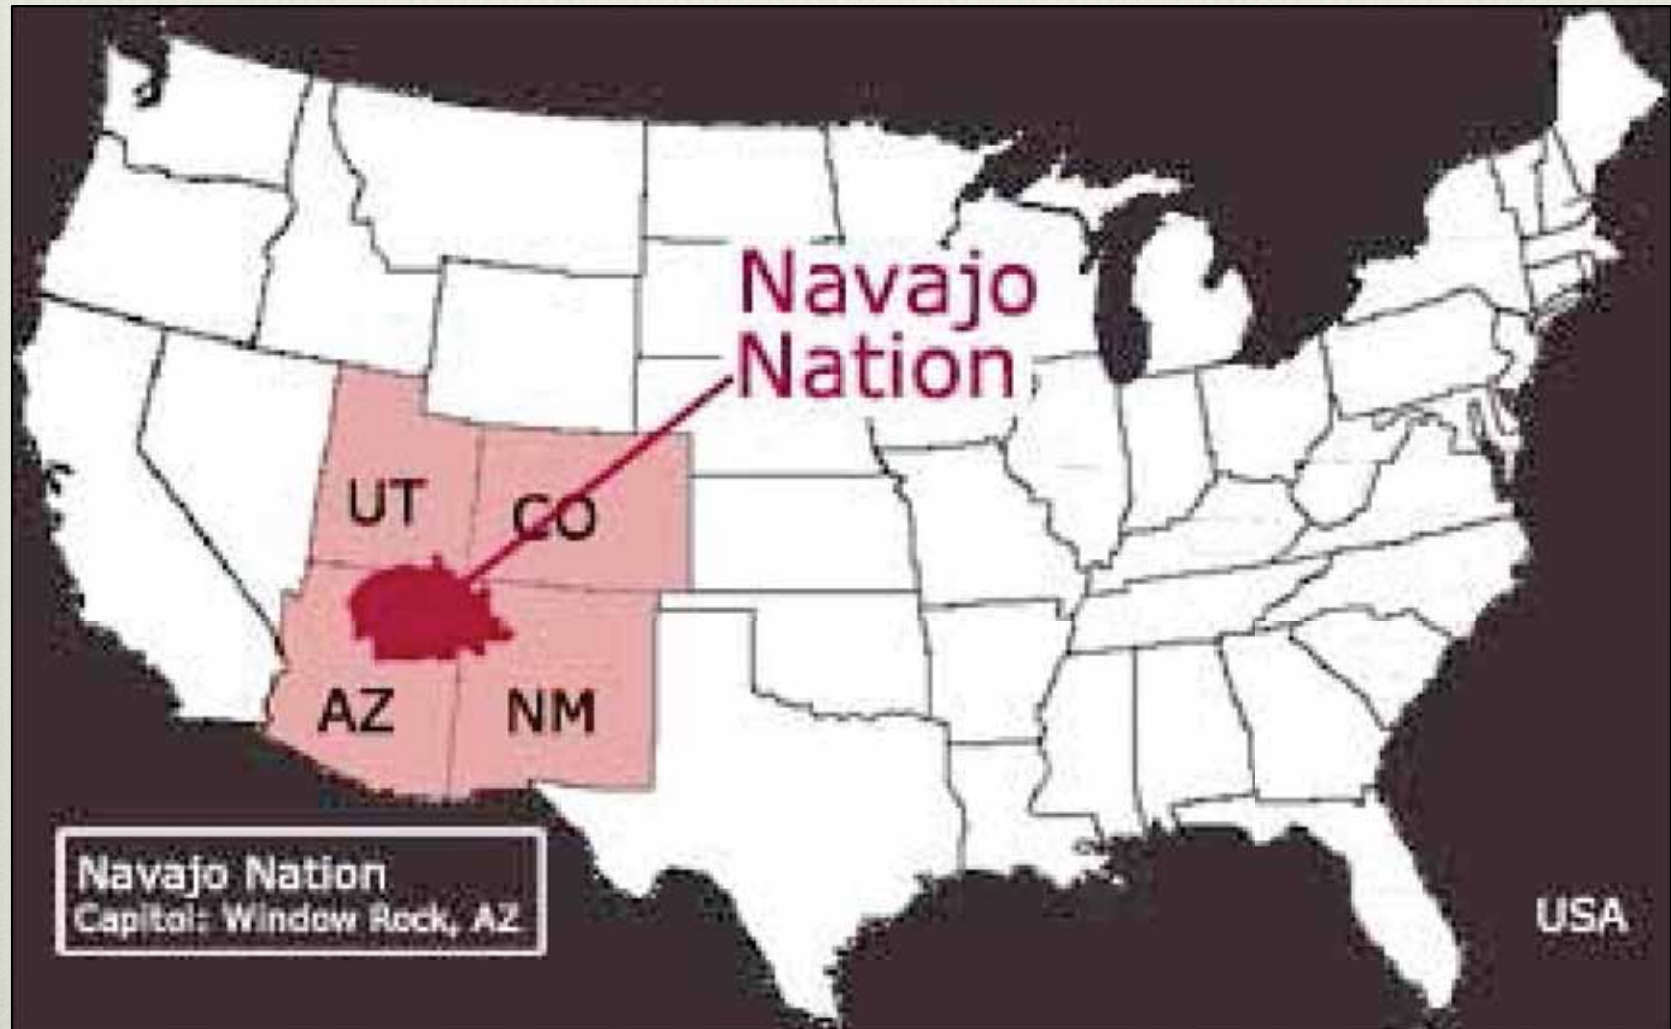 Navajo
Nation
UT
CO
AZ
NM
Navajo Nation
Capitol: Window Rock, AZ
USA